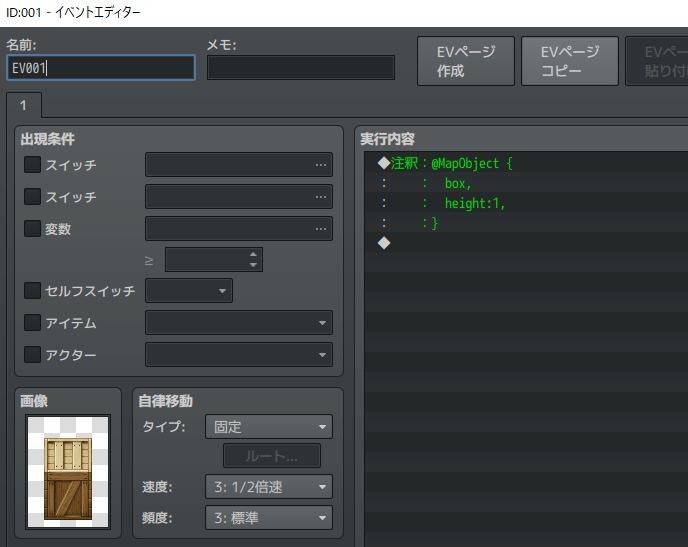 ID:001 - イベントエディター
名前:
メモ:
EV001
EVページ
作成
EVページ
コピー
EVペー
貼り付け
1
出現条件
スイッチ
...
スイッチ
...
変数
...
≥
セルフスイッチ
アイテム
アクター
画像
自律移動
タイプ:
固定
ルート...
速度:
3: 1/2倍速
頻度:
3: 標準
実行内容
◆注釈：@MapObject {
：　　：  box,
：　　：  height:1,
：　　：}
◆